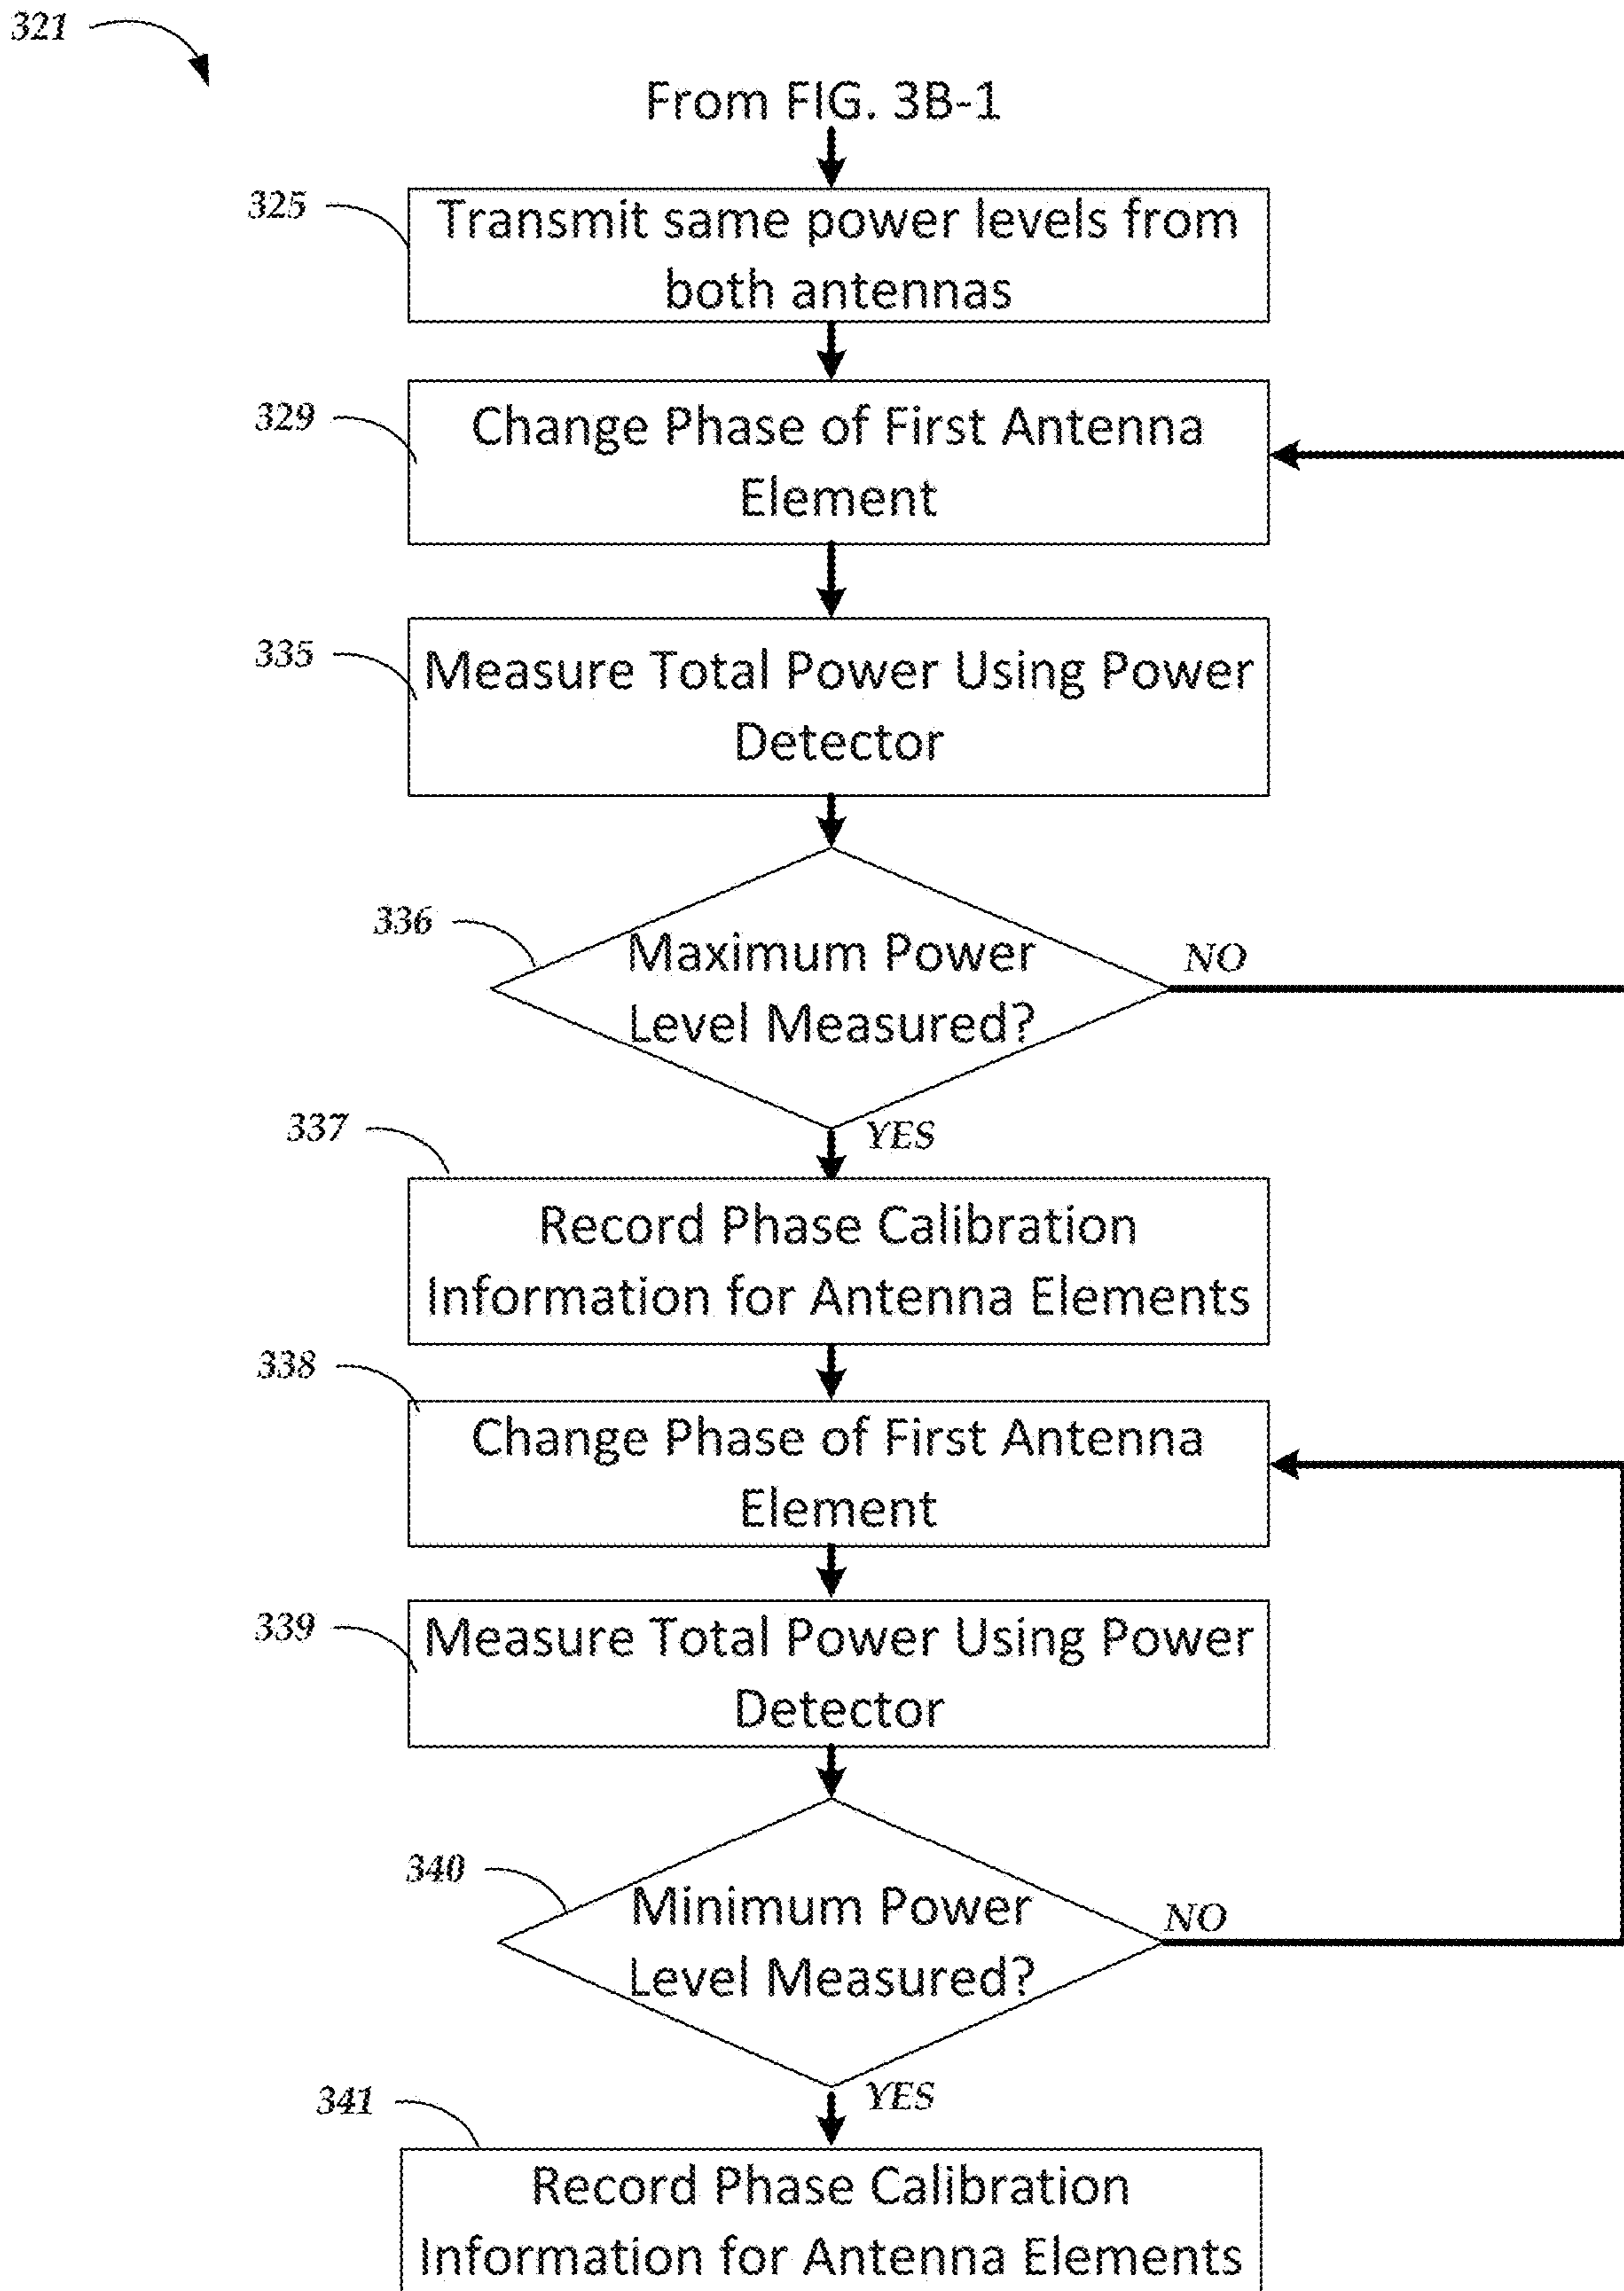 321
From FIG. 3B-1
325
Transmit same power levels from
both antennas
329
Change Phase of First Antenna
Element
335
Measure Total Power Using Power
Detector
336
Maximum Power
Level Measured?
NO
YES
337
Record Phase Calibration
Information for Antenna Elements
338
Change Phase of First Antenna
Element
339
Measure Total Power Using Power
Detector
340
Minimum Power
Level Measured?
NO
YES
341
Record Phase Calibration
Information for Antenna Elements